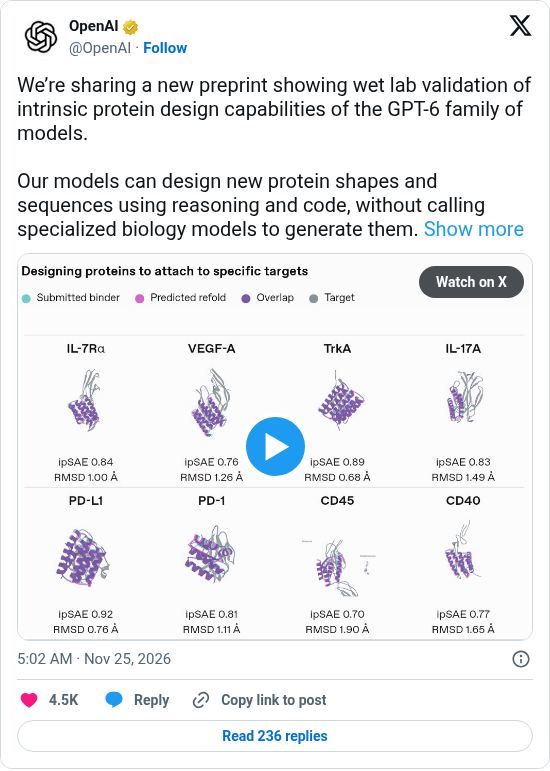 OpenAI
@OpenAI · Follow
We’re sharing a new preprint showing wet lab validation of
intrinsic protein design capabilities of the GPT-6 family of
models.
Our models can design new protein shapes and
sequences using reasoning and code, without calling
specialized biology models to generate them. Show more
Designing proteins to attach to specific targets
Watch on X
Submitted binder Predicted refold Overlap Target
IL-7Rα VEGF-A TrkA IL-17A
ipSAE 0.84 ipSAE 0.76 ipSAE 0.89 ipSAE 0.83
RMSD 1.00 Å RMSD 1.26 Å RMSD 0.68 Å RMSD 1.49 Å
PD-L1 PD-1 CD45 CD40
ipSAE 0.92 ipSAE 0.81 ipSAE 0.70 ipSAE 0.77
RMSD 0.76 Å RMSD 1.11 Å RMSD 1.90 Å RMSD 1.65 Å
5:02 AM · Nov 25, 2026
4.5K Reply Copy link to post
Read 236 replies